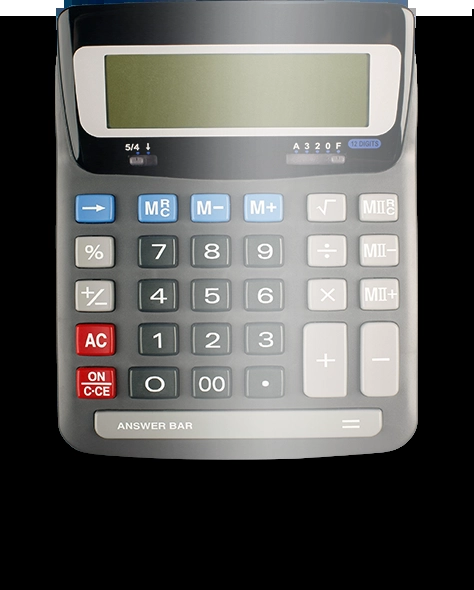 5/4 ↓ A 3 2 0 F 12 DIGITS
→ MRC M− M+ √ MIIRC
% 7 8 9 ÷ MII−
+/− 4 5 6 × MII+
AC 1 2 3 + −
ON
C·CE 0 00 •
ANSWER BAR =